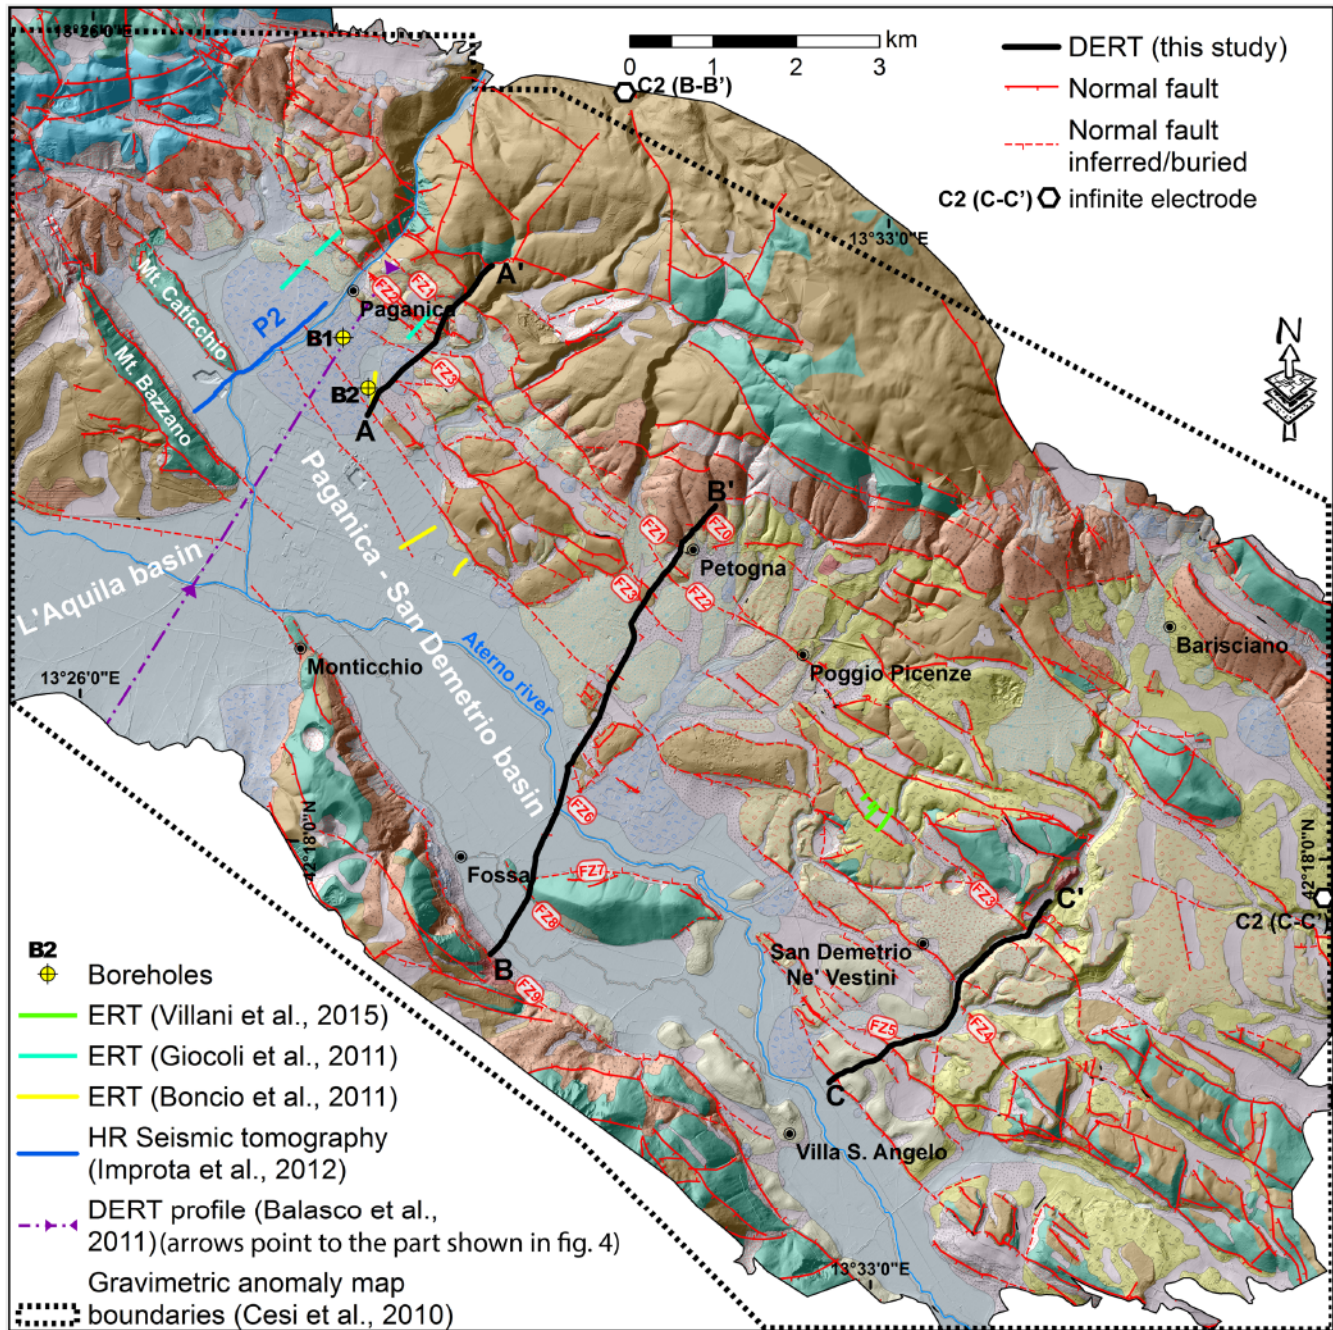 13°26'0"E
km
0
1
2
3
C2 (B-B')
DERT (this study)
Normal fault
Normal fault
inferred/buried
C2 (C-C')
infinite electrode
13°33'0"E
N
Mt. Caticchio
Mt. Bazzano
P2
B1
B2
Paganica
FZ2
FZ1
A'
FZ3
A
L'Aquila basin
Paganica - San Demetrio basin
Aterno river
B'
FZ1
FZ0
Petogna
FZ3
FZ2
Monticchio
13°26'0"E
Poggio Picenze
Barisciano
42°18'0"N
FZ6
Fossa
FZ7
FZ8
B
FZ9
42°18'0"N
C2 (C-C')
FZ3
C'
San Demetrio
Ne' Vestini
FZ5
FZ4
C
Villa S. Angelo
13°33'0"E
B2
Boreholes
ERT (Villani et al., 2015)
ERT (Giocoli et al., 2011)
ERT (Boncio et al., 2011)
HR Seismic tomography
(Improta et al., 2012)
DERT profile (Balasco et al.,
2011)(arrows point to the part shown in fig. 4)
Gravimetric anomaly map
boundaries (Cesi et al., 2010)